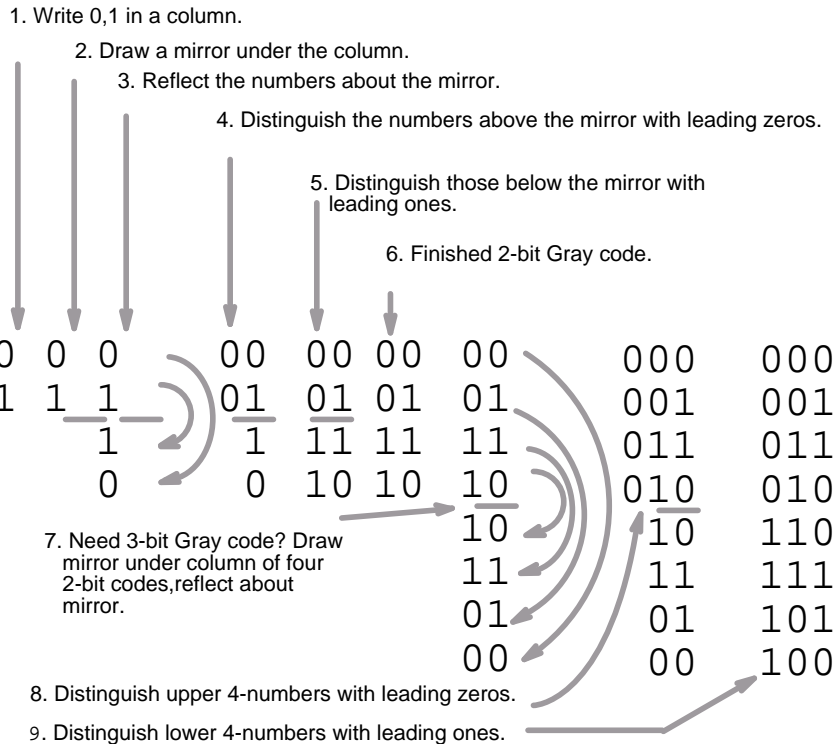 1. Write 0,1 in a column.
2. Draw a mirror under the column.
3. Reflect the numbers about the mirror.
4. Distinguish the numbers above the mirror with leading zeros.
5. Distinguish those below the mirror with
leading ones.
6. Finished 2-bit Gray code.
0 0 0 00 00 00 00 000 000
1 1 1 01 01 01 01 001 001
1 1 11 11 11 011 011
0 0 10 10 10 010 010
10 10 110
11 11 111
01 01 101
00 00 100
7. Need 3-bit Gray code? Draw
mirror under column of four
2-bit codes,reflect about
mirror.
8. Distinguish upper 4-numbers with leading zeros.
9. Distinguish lower 4-numbers with leading ones.